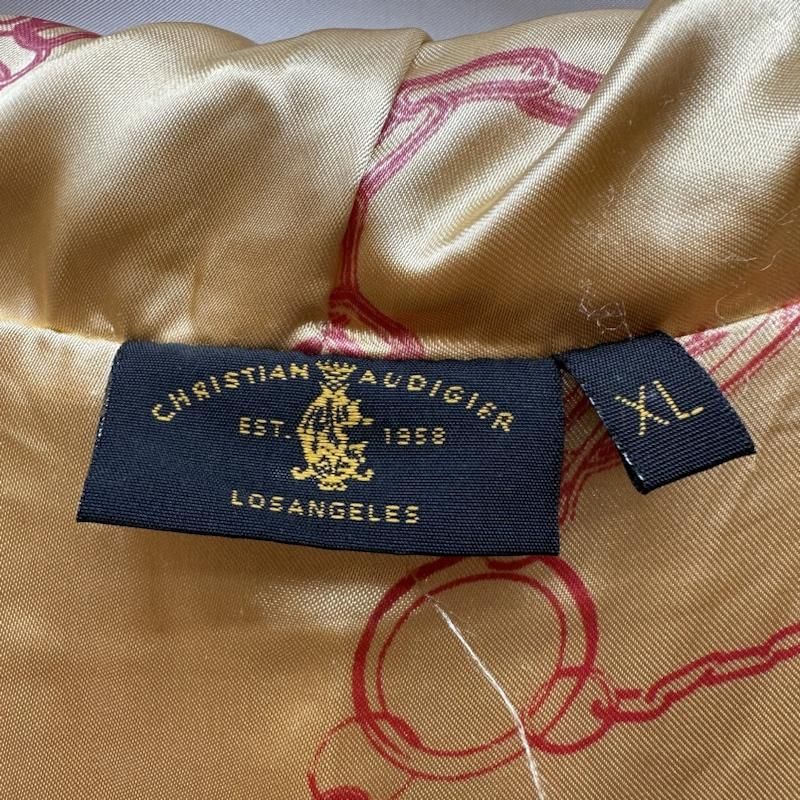 CHRISTIAN AUDIGIER
EST. 1958
LOSANGELES
XL